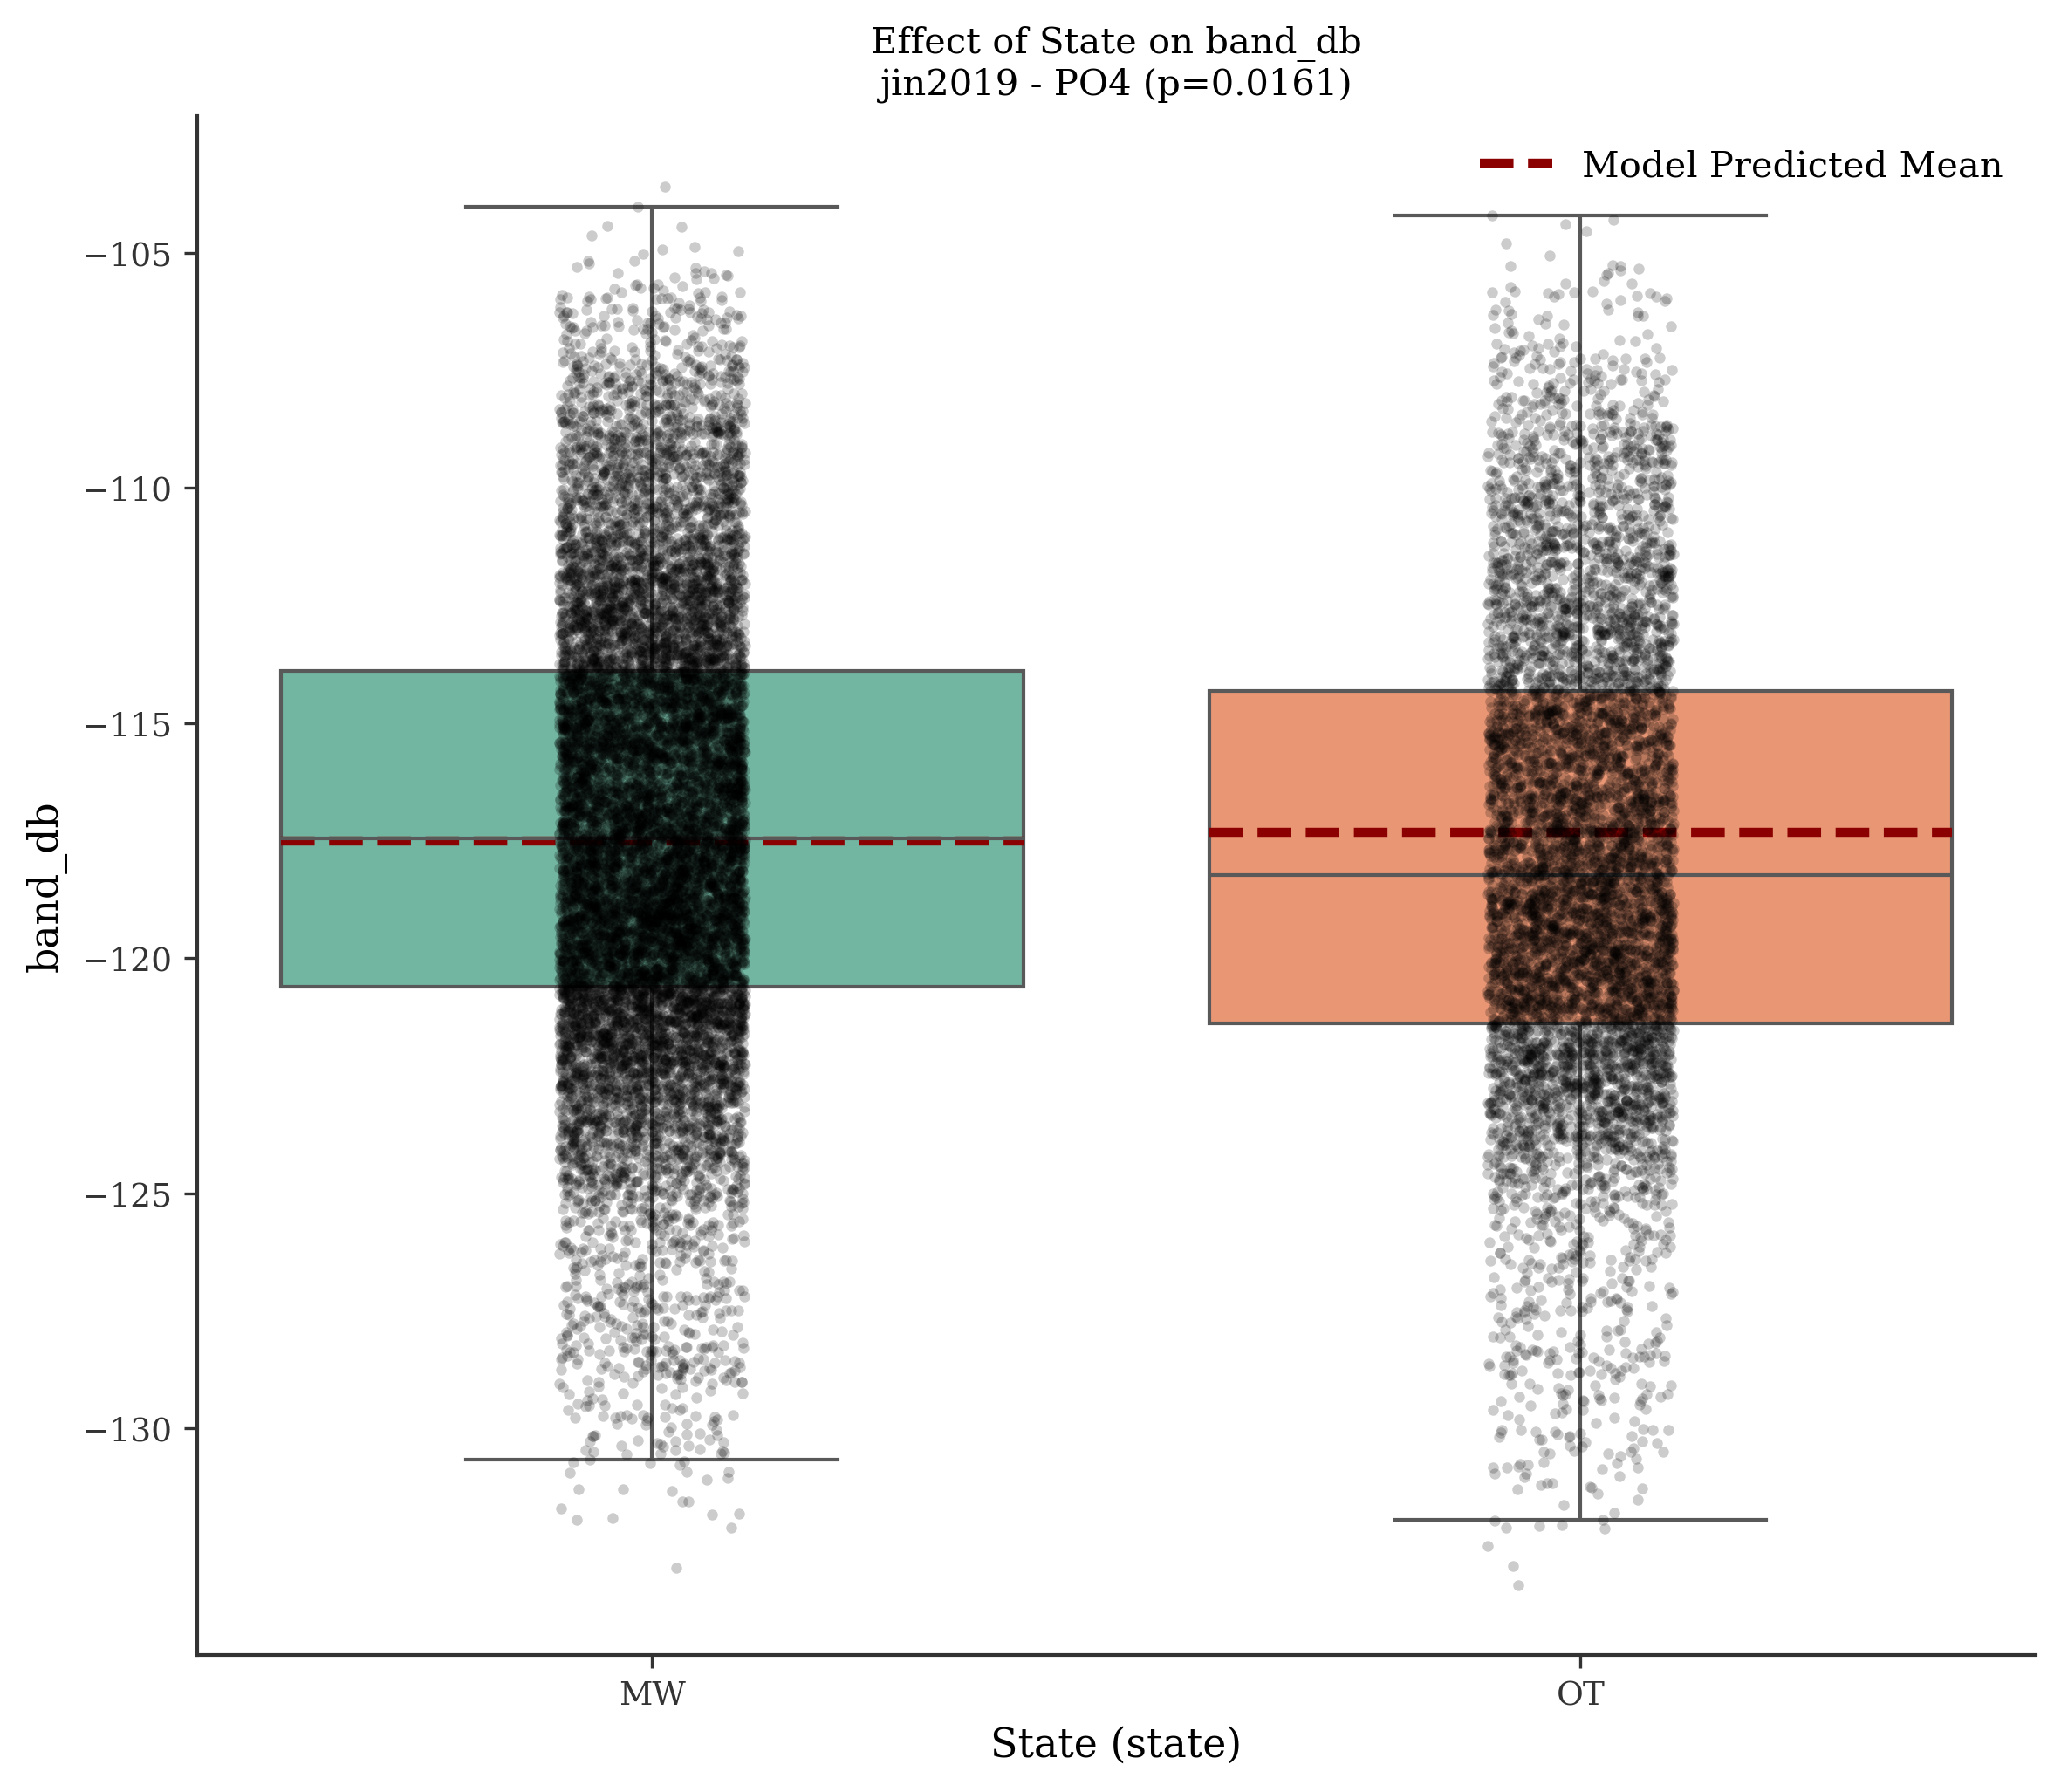 Effect of State on band_db
jin2019 - PO4 (p=0.0161)
Model Predicted Mean
−105
−110
−115
−120
−125
−130
band_db
MW
OT
State (state)